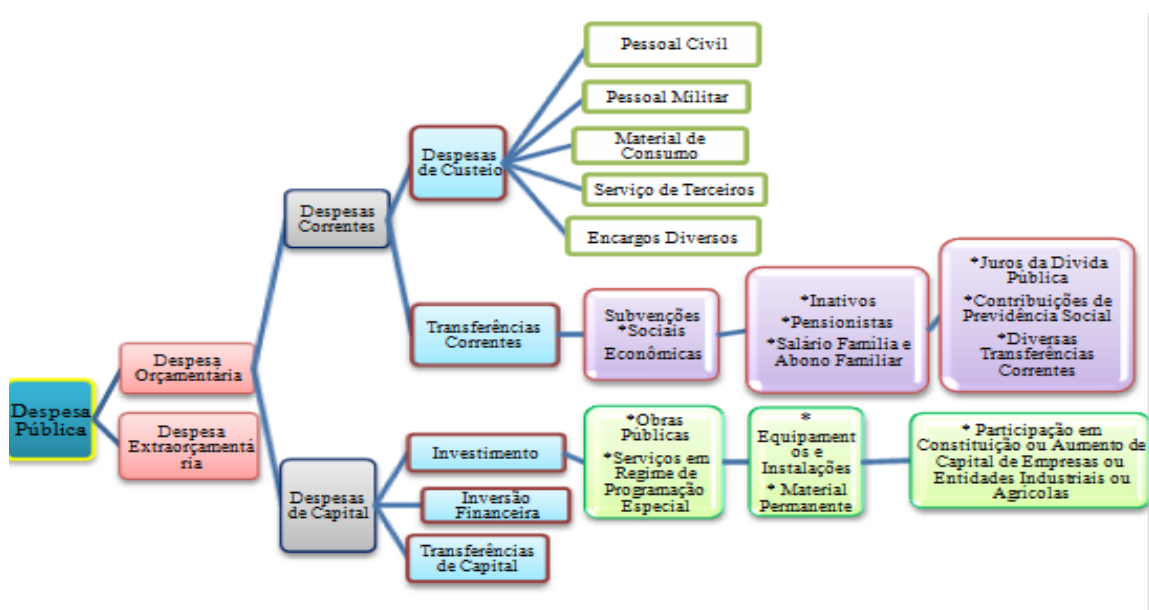 Despesa
Pública
Despesa
Orçamentária
Despesa
Extraorçamentá
ria
Despesas
Correntes
Despesas
de Custeio
Pessoal Civil
Pessoal Militar
Material de
Consumo
Serviço de Terceiros
Encargos Diversos
Transferências
Correntes
Subvenções
*Sociais
Econômicas
*Inativos
*Pensionistas
*Salário Família e
Abono Familiar
*Juros da Dívida
Pública
*Contribuições de
Previdência Social
*Diversas
Transferências
Correntes
Despesas
de Capital
Investimento
*Obras
Públicas
*Serviços em
Regime de
Programação
Especial
*
Equipament
os e
Instalações
* Material
Permanente
* Participação em
Constituição ou Aumento de
Capital de Empresas ou
Entidades Industriais ou
Agrícolas
Inversão
Financeira
Transferências
de Capital